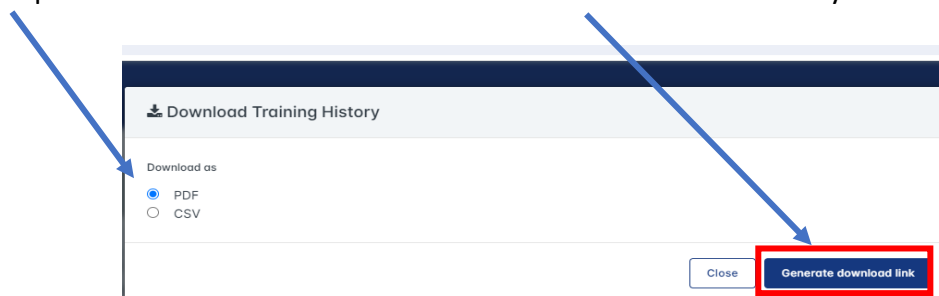 Download Training History
Download as
PDF
CSV
Close
Generate download link